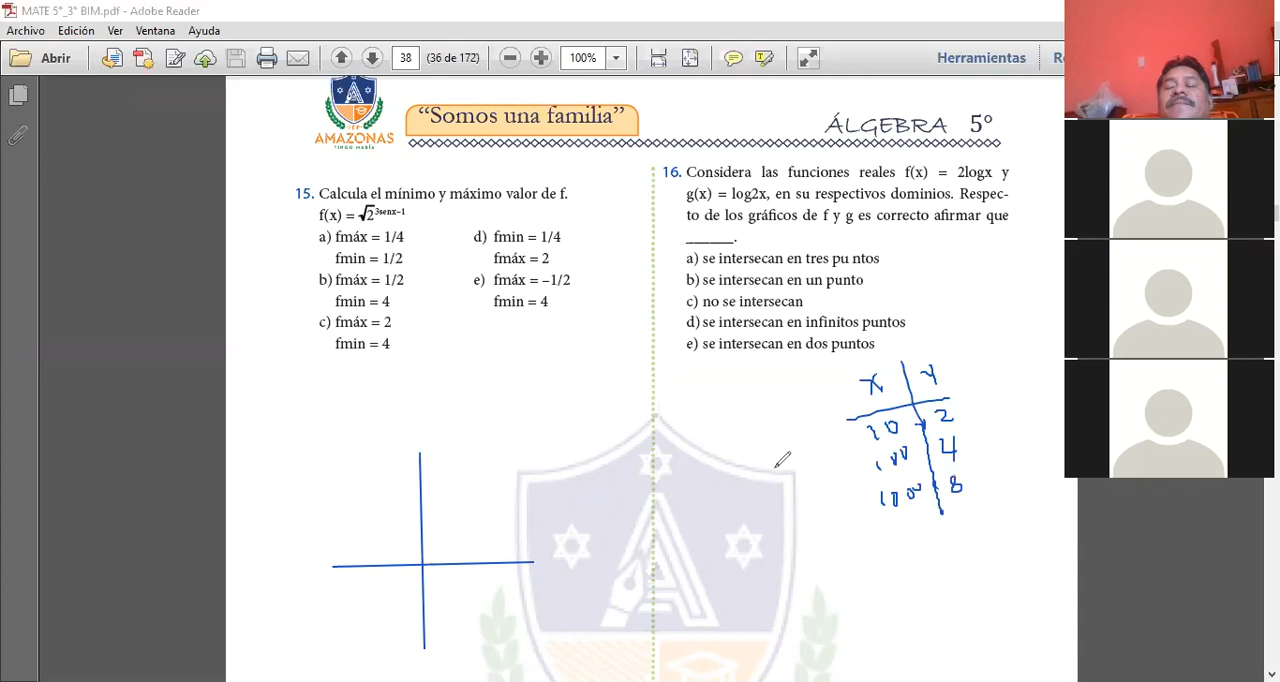 MATE 5°_3° BIM.pdf - Adobe Reader
Archivo Edición Ver Ventana Ayuda
Abrir 38 (36 de 172) 100% Herramientas
AMAZONAS
TINGO MARÍA
“Somos una familia”
ÁLGEBRA 5°
15. Calcula el mínimo y máximo valor de f.
f(x) = √2^3senx–1
a) fmáx = 1/4
fmin = 1/2
b) fmáx = 1/2
fmin = 4
c) fmáx = 2
fmin = 4
d) fmin = 1/4
fmáx = 2
e) fmáx = –1/2
fmin = 4
16. Considera las funciones reales f(x) = 2logx y
g(x) = log2x, en su respectivos dominios. Respec-
to de los gráficos de f y g es correcto afirmar que
______.
a) se intersecan en tres pu ntos
b) se intersecan en un punto
c) no se intersecan
d) se intersecan en infinitos puntos
e) se intersecan en dos puntos
x y
10 2
100 4
1000 8